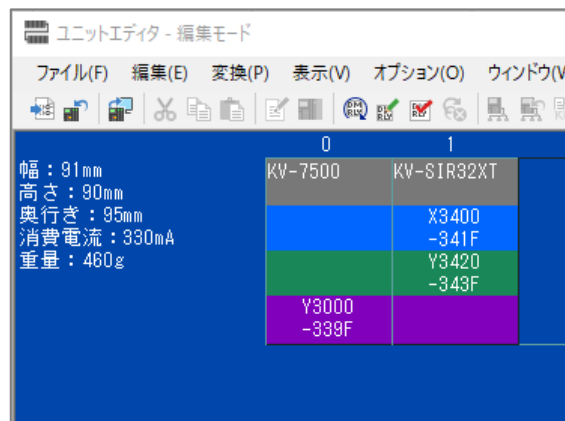 ユニットエディタ - 編集モード
ファイル(F) 編集(E) 変換(P) 表示(V) オプション(O) ウィンドウ(W
0 1
幅：91mm
高さ：90mm
奥行き：95mm
消費電流：330mA
重量：460g
KV-7500 KV-SIR32XT
X3400
-341F
Y3420
-343F
Y3000
-339F